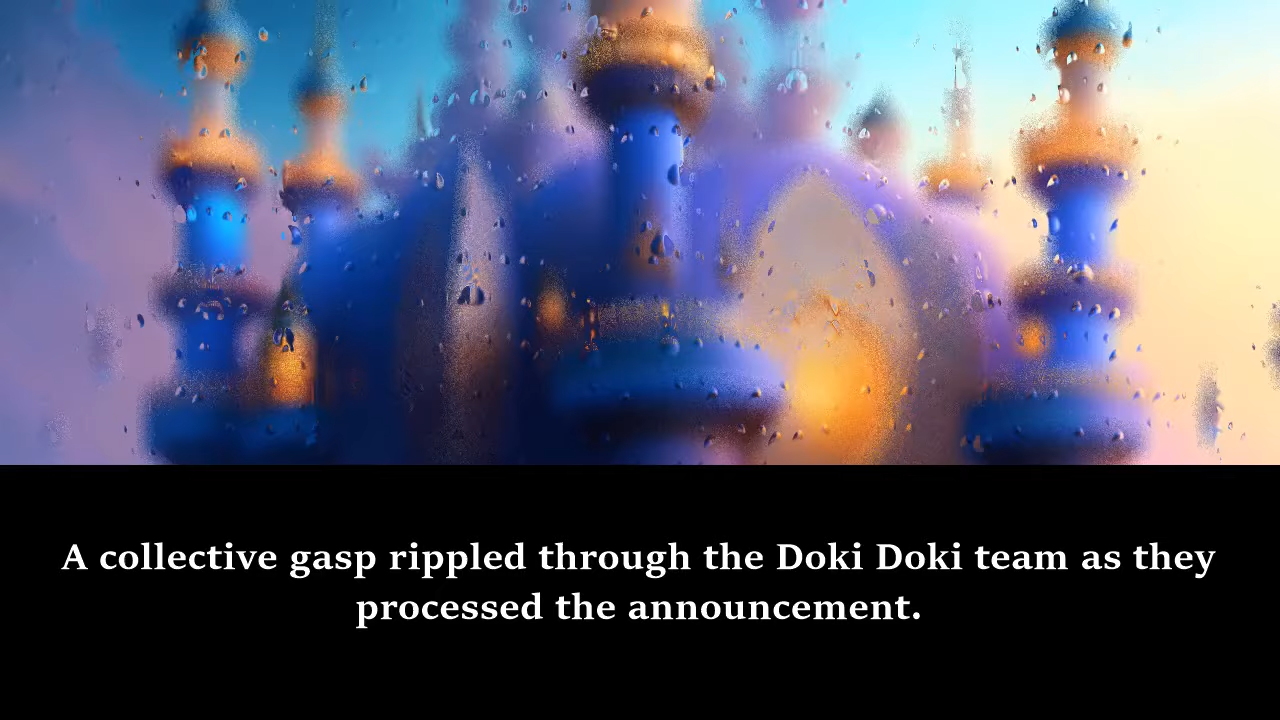 A collective gasp rippled through the Doki Doki team as they
processed the announcement.